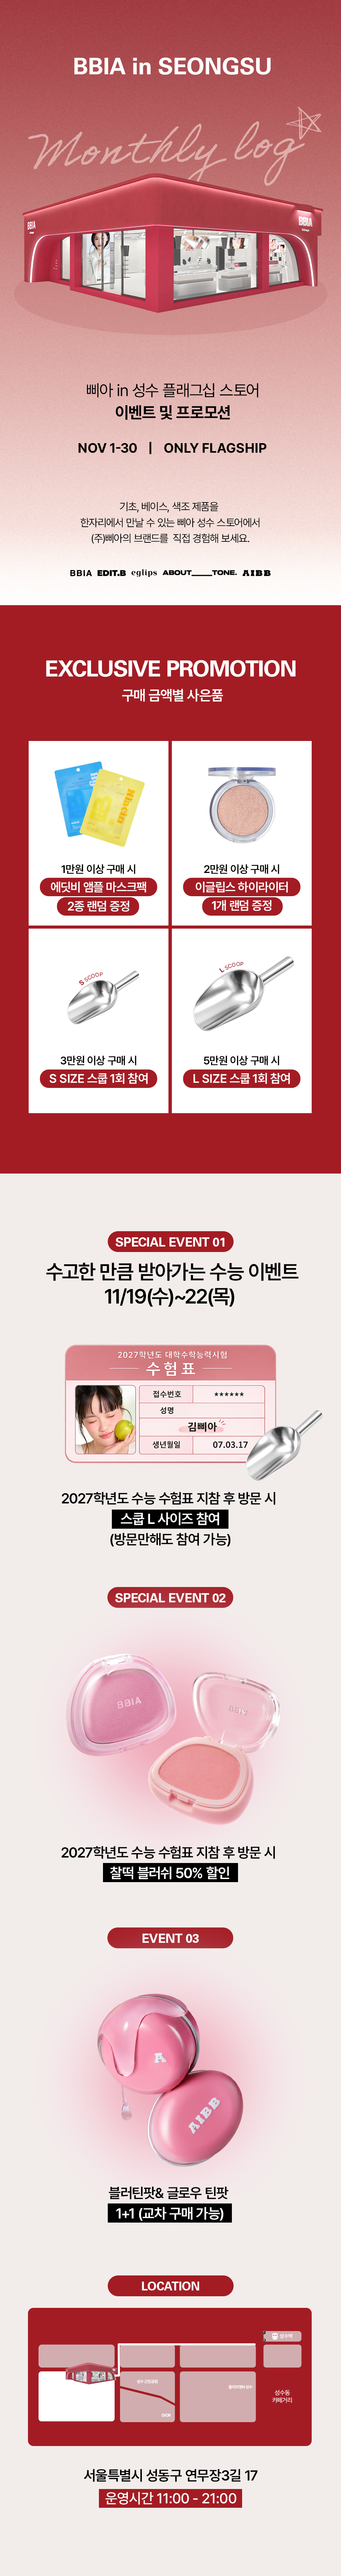 BBIA in SEONGSU
Monthly log
BBIA
BBIA
삐아 in 성수 플래그십 스토어
이벤트 및 프로모션
NOV 1-30 | ONLY FLAGSHIP
기초, 베이스, 색조 제품을
한자리에서 만날 수 있는 삐아 성수 스토어에서
(주)삐아의 브랜드를 직접 경험해 보세요.
BBIA EDIT.B eglips ABOUT___TONE. AIBB
EXCLUSIVE PROMOTION
구매 금액별 사은품
1만원 이상 구매 시
에딧비 앰플 마스크팩
2종 랜덤 증정
2만원 이상 구매 시
이글립스 하이라이터
1개 랜덤 증정
S SCOOP
3만원 이상 구매 시
S SIZE 스쿱 1회 참여
L SCOOP
5만원 이상 구매 시
L SIZE 스쿱 1회 참여
SPECIAL EVENT 01
수고한 만큼 받아가는 수능 이벤트
11/19(수)~22(목)
2027학년도 대학수학능력시험
수험표
접수번호 ******
성명
김삐아
생년월일 07.03.17
2027학년도 수능 수험표 지참 후 방문 시
스쿱 L 사이즈 참여
(방문만해도 참여 가능)
SPECIAL EVENT 02
BBIA
BBIA
2027학년도 수능 수험표 지참 후 방문 시
찰떡 블러쉬 50% 할인
EVENT 03
A
AIBB
블러틴팟& 글로우 틴팟
1+1 (교차 구매 가능)
LOCATION
성수역
성수동
카페거리
서울특별시 성동구 연무장3길 17
운영시간 11:00 - 21:00